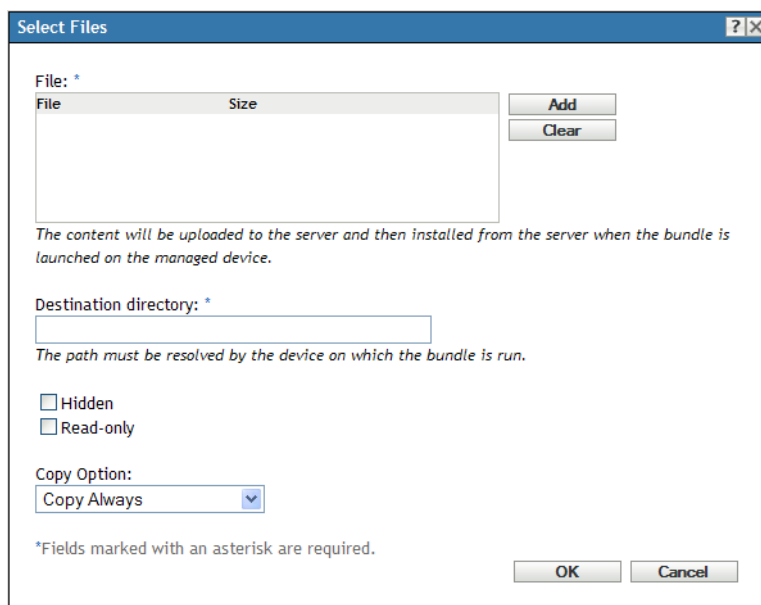 Select Files
?
File: *
File Size
Add
Clear
The content will be uploaded to the server and then installed from the server when the bundle is
launched on the managed device.
Destination directory: *
The path must be resolved by the device on which the bundle is run.
Hidden
Read-only
Copy Option:
Copy Always
*Fields marked with an asterisk are required.
OK Cancel